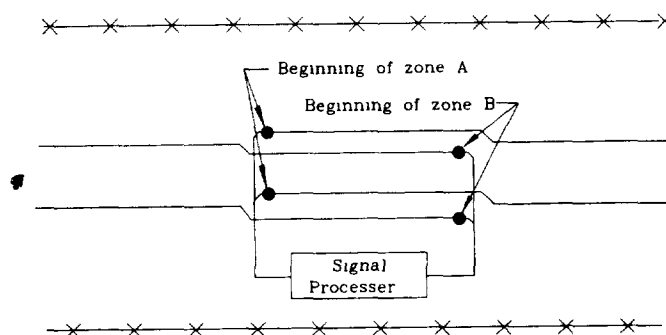 Beginning of zone A
Beginning of zone B
Signal
Processer